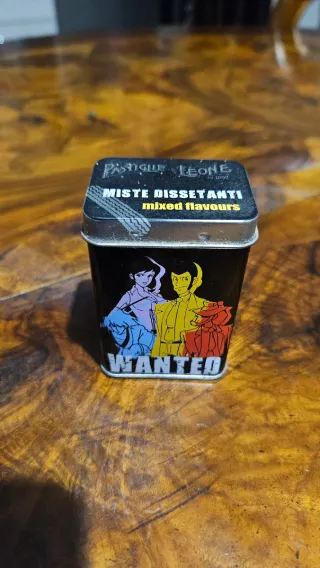 PASTIGLIE LEONE
MISTE DISSETANTI
mixed flavours
WANTED